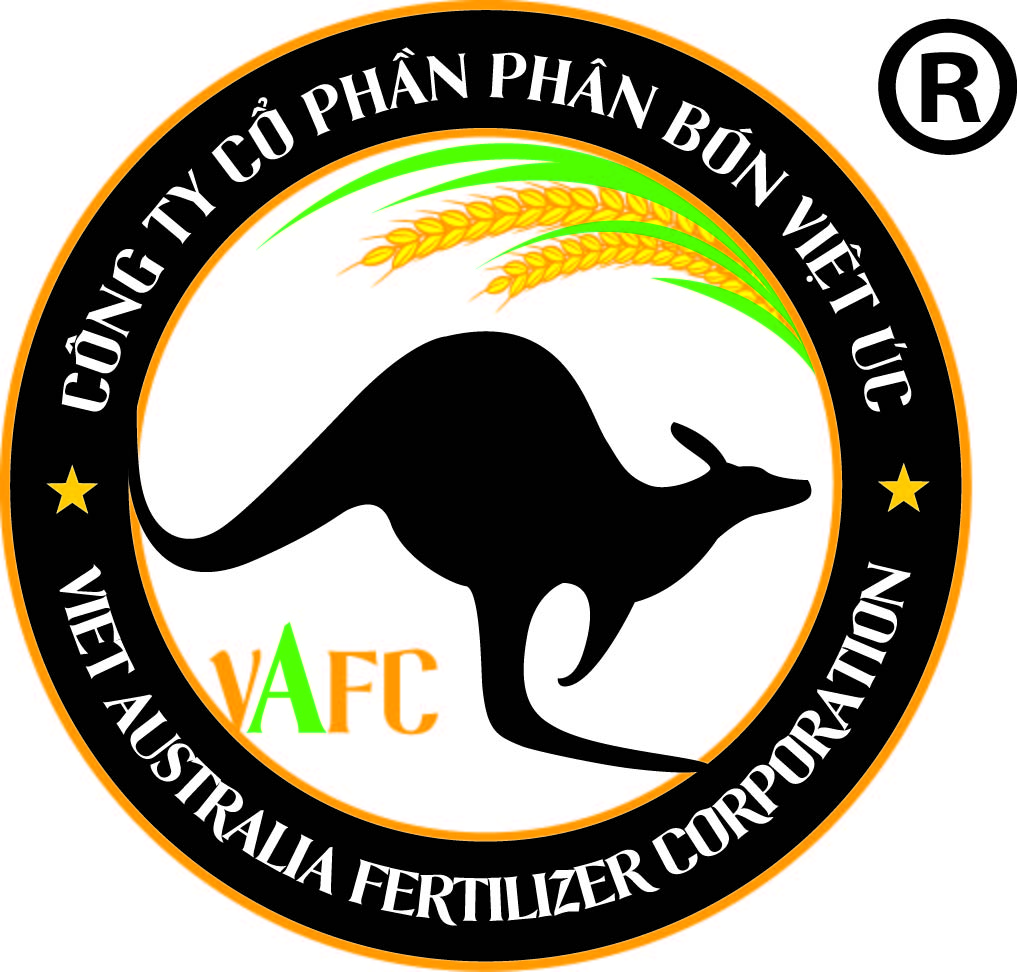 CÔNG TY CỔ PHẦN PHÂN BÓN VIỆT ÚC
®
VAFC
VIET AUSTRALIA FERTILIZER CORPORATION